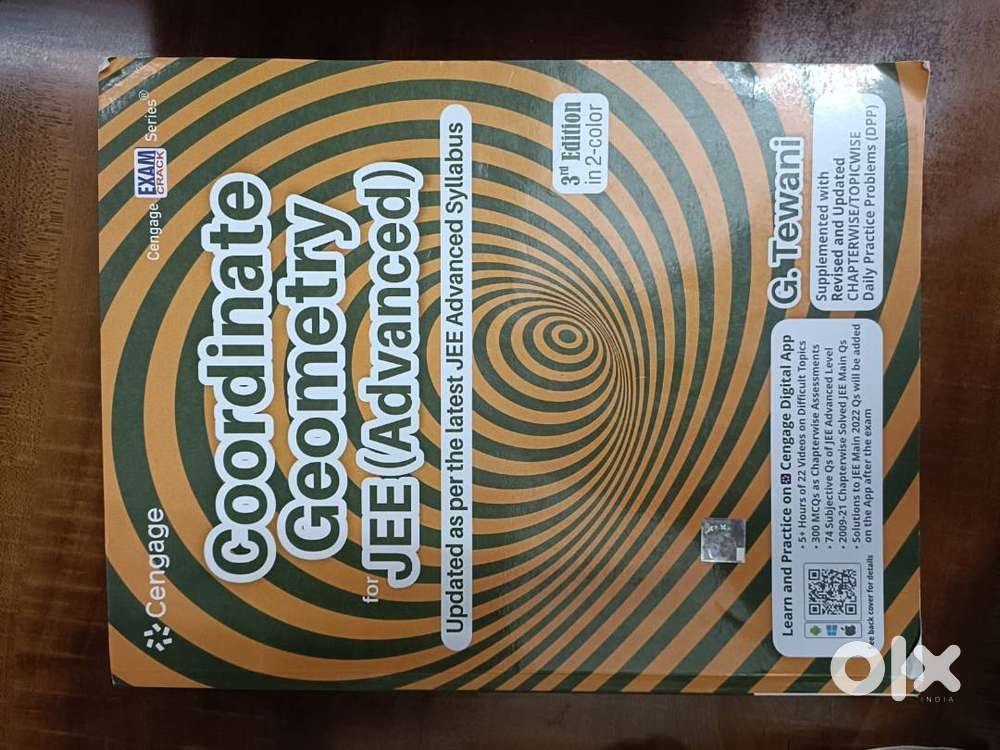 Cengage
Cengage EXAM CRACK Series®
Coordinate
Geometry
for JEE (Advanced)
Updated as per the latest JEE Advanced Syllabus
3rd Edition
in 2-color
G. Tewani
Learn and Practice on Cengage Digital App
• 5+ Hours of 22 Videos on Difficult Topics
• 300 MCQs as Chapterwise Assessments
• 74 Subjective Qs of JEE Advanced Level
• 2009-21 Chapterwise Solved JEE Main Qs
• Solutions to JEE Main 2022 Qs will be added
on the App after the exam
back cover for details
Supplemented with
Revised and Updated
CHAPTERWISE/TOPICWISE
Daily Practice Problems (DPP)
olx
INDIA